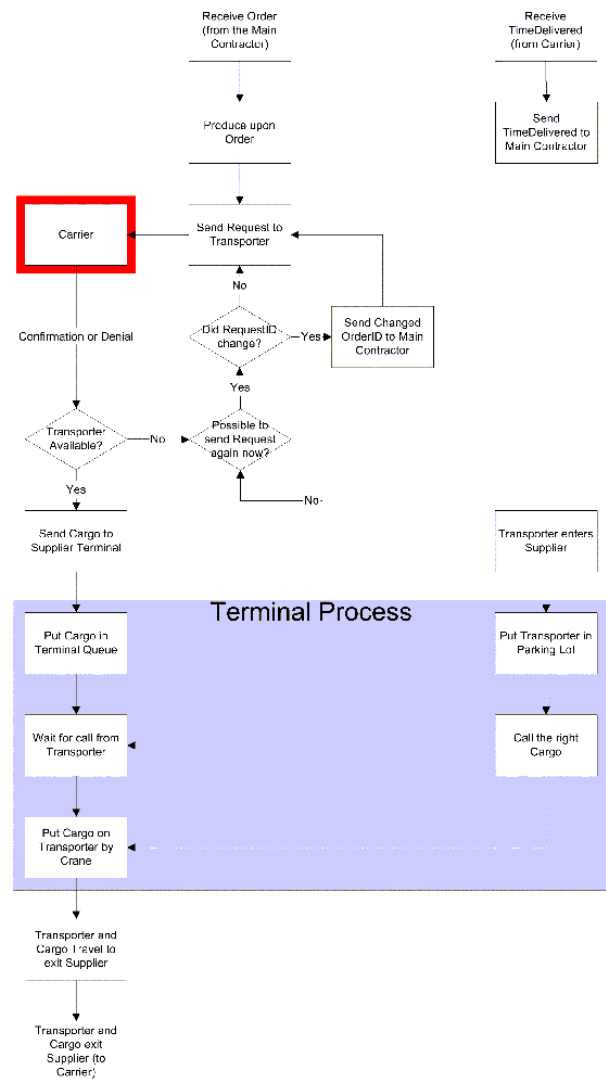 Receive Order
(from the Main
Contractor)
Receive
TimeDelivered
(from Carrier)
Produce upon
Order
Send
TimeDelivered to
Main Contractor
Carrier
Send Request to
Transporter
No
Did RequestID
change?
Yes
Send Changed
OrderID to Main
Contractor
Confirmation or Denial
Yes
Transporter
Available?
No
Possible to
send Request
again now?
Yes
No-
Send Cargo to
Supplier Terminal
Transporter enters
Supplier
Terminal Process
Put Cargo in
Terminal Queue
Put Transporter in
Parking Lot
Wait for call from
Transporter
Call the right
Cargo
Put Cargo on
Transporter by
Crane
Transporter and
Cargo Travel to
exit Supplier
Transporter and
Cargo exit
Supplier (to
Carrier)